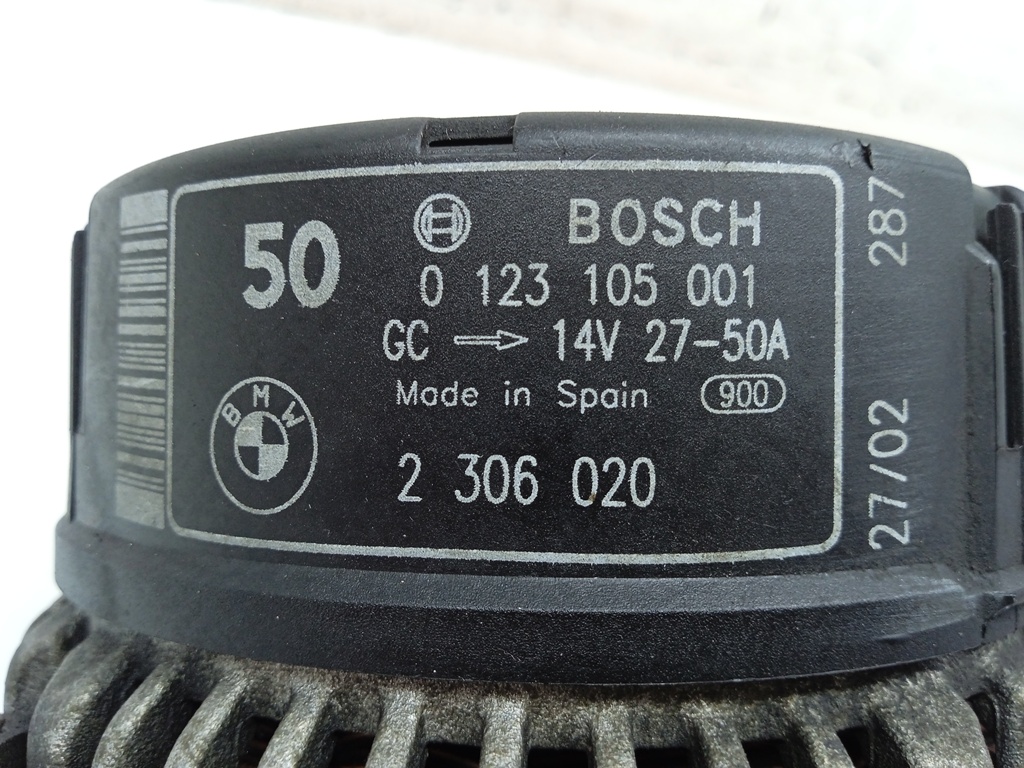 50
BOSCH
0 123 105 001
GC → 14V 27-50A
Made in Spain 900
BMW
2 306 020
287
27/02